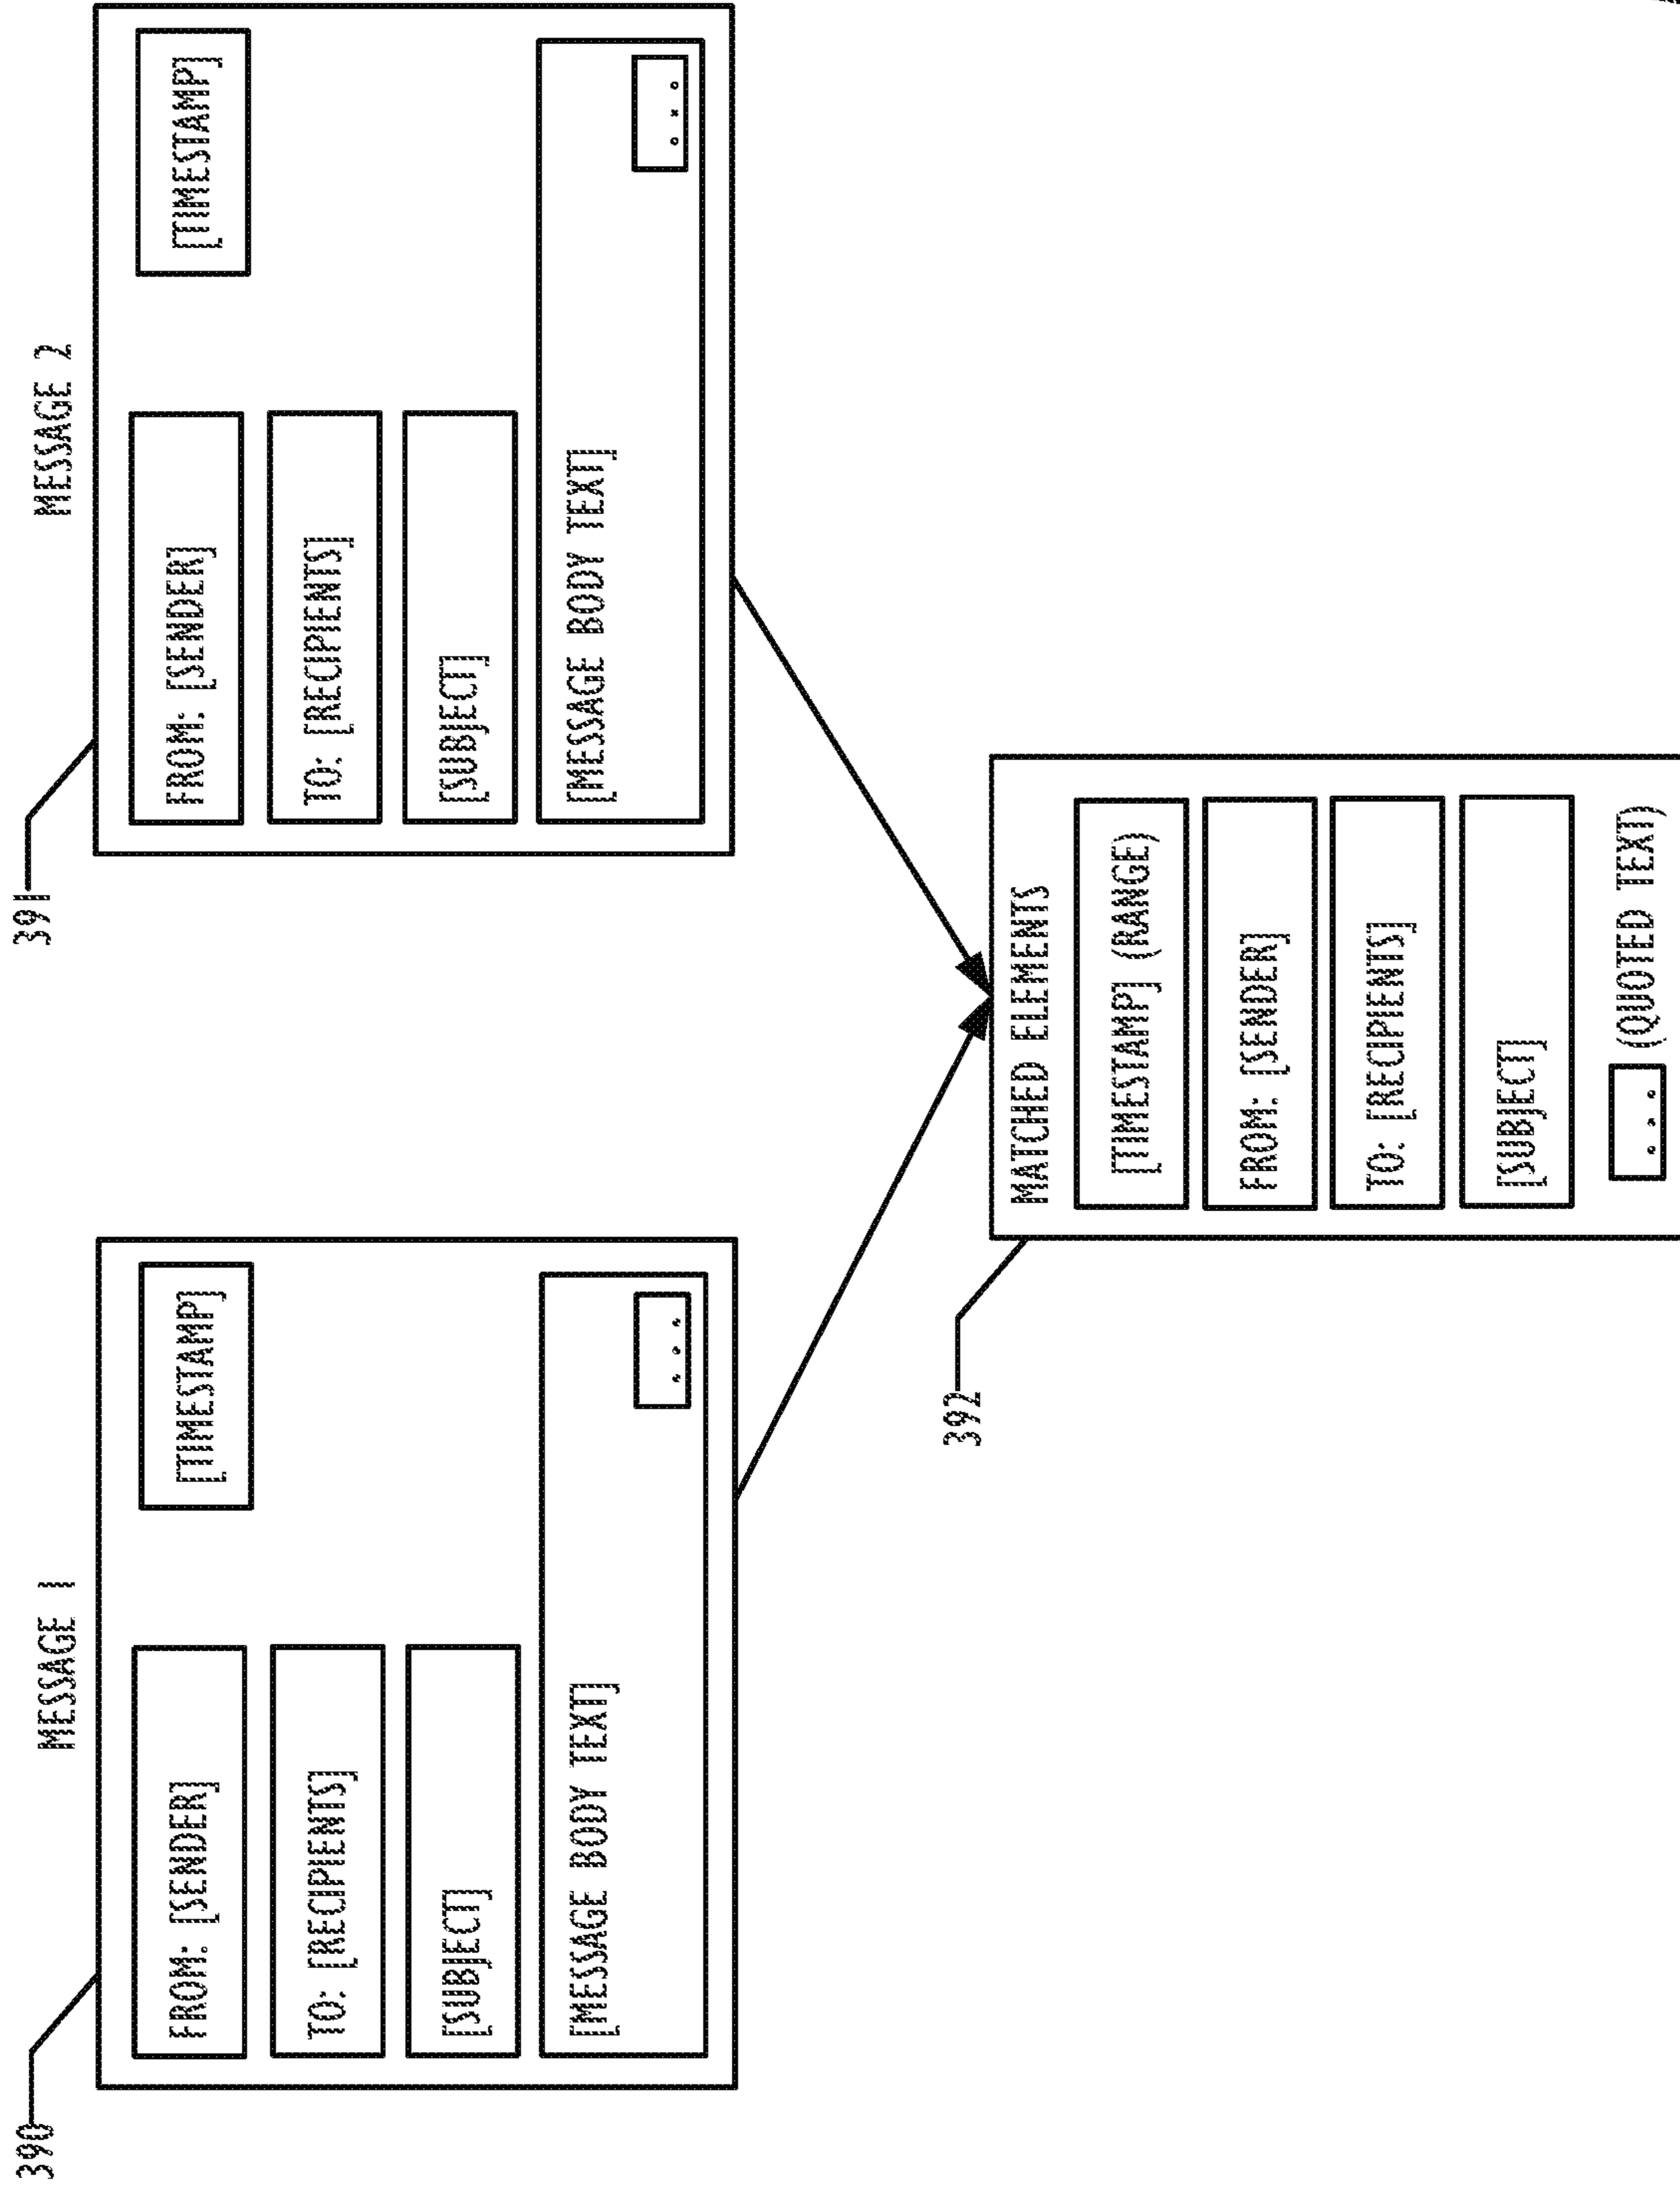 MESSAGE 1
390
FROM: [SENDER]
[TIMESTAMP]
TO: [RECIPIENTS]
[SUBJECT]
[MESSAGE BODY TEXT]
...
MESSAGE 2
391
FROM: [SENDER]
[TIMESTAMP]
TO: [RECIPIENTS]
[SUBJECT]
[MESSAGE BODY TEXT]
...
392
MATCHED ELEMENTS
[TIMESTAMP] (RANGE)
FROM: [SENDER]
TO: [RECIPIENTS]
[SUBJECT]
... (QUOTED TEXT)